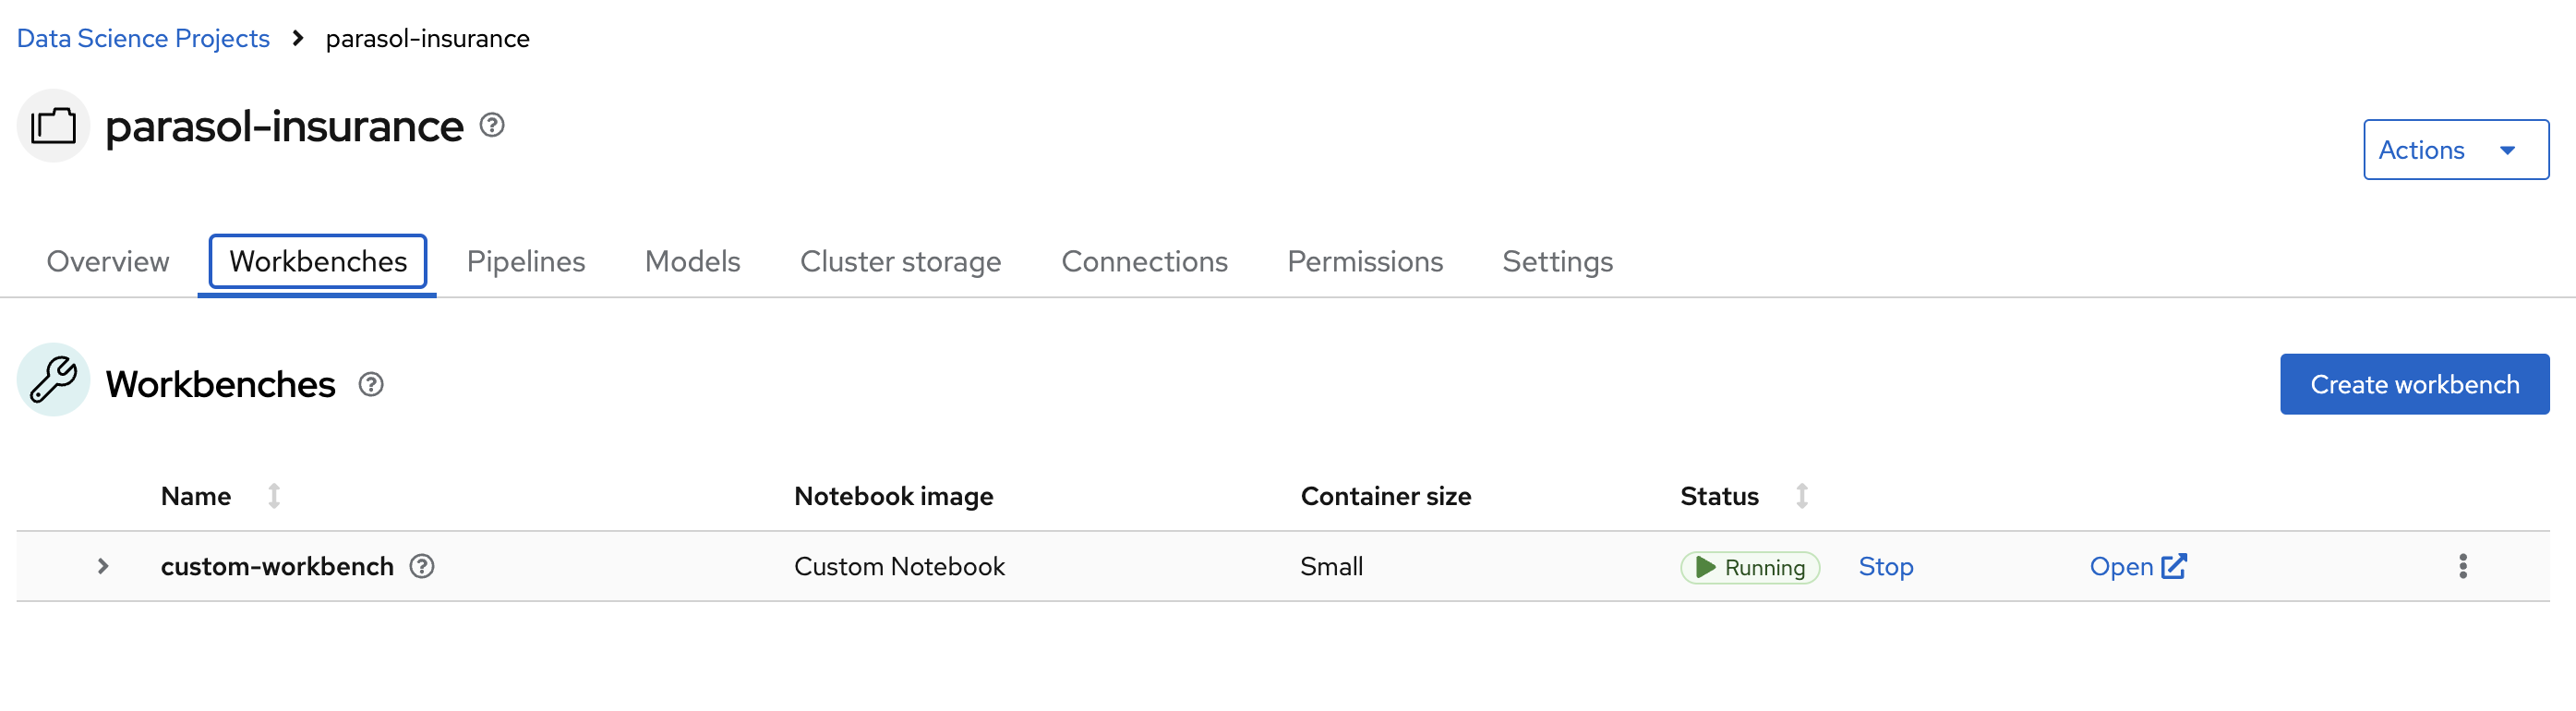 Data Science Projects > parasol-insurance
parasol-insurance
Actions
Overview Workbenches Pipelines Models Cluster storage Connections Permissions Settings
Workbenches
Create workbench
Name Notebook image Container size Status
custom-workbench Custom Notebook Small Running Stop Open